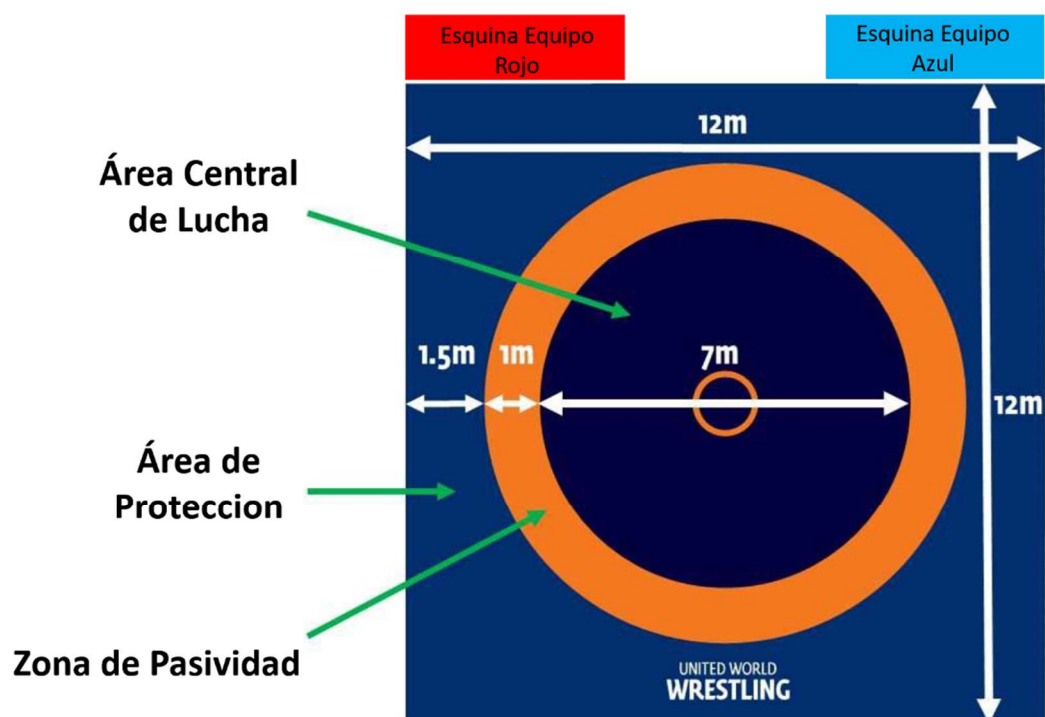 Esquina Equipo
Rojo
Esquina Equipo
Azul
12m
Área Central
de Lucha
1.5m
1m
7m
12m
Área de
Proteccion
Zona de Pasividad
UNITED WORLD
WRESTLING